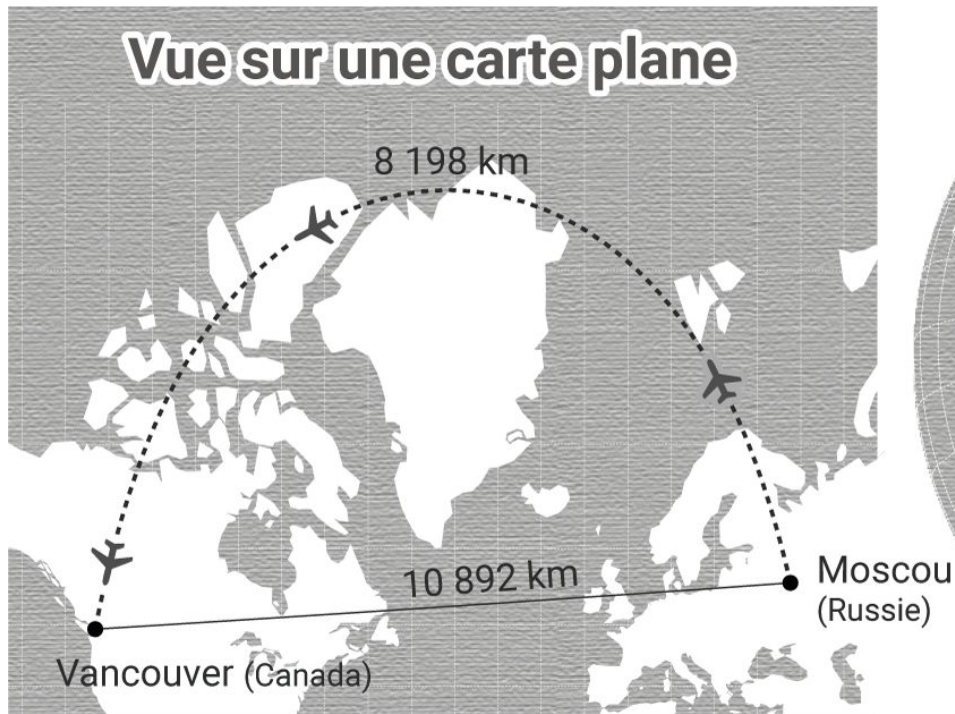 Vue sur une carte plane
8 198 km
10 892 km
Moscou
(Russie)
Vancouver (Canada)